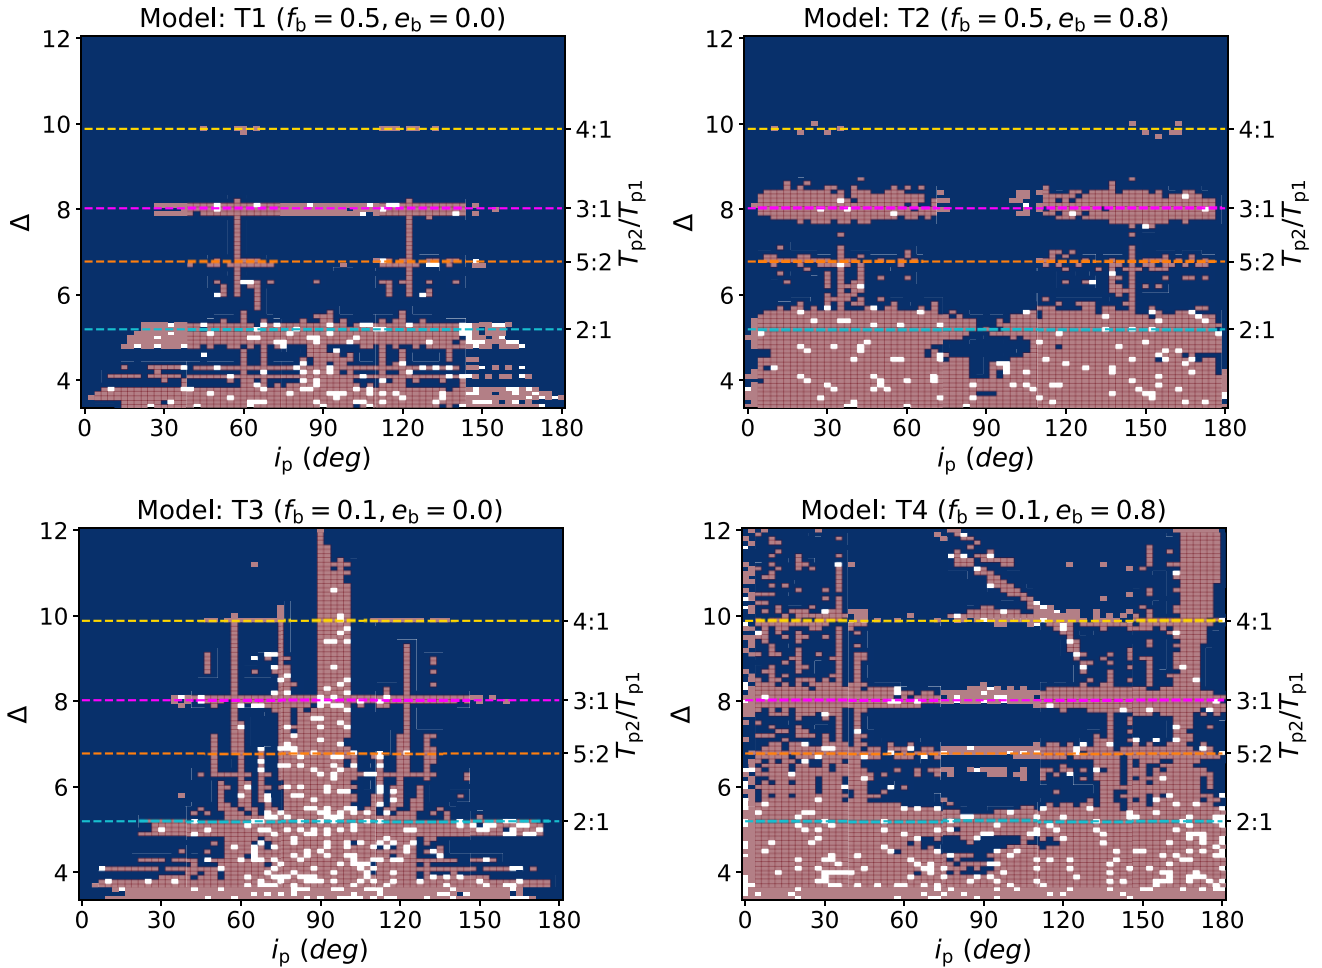 Model: T1 (f_b = 0.5, e_b = 0.0)
12
10
8
6
4
Δ
4:1
3:1
5:2
2:1
T_p2/T_p1
0 30 60 90 120 150 180
i_p (deg)
Model: T2 (f_b = 0.5, e_b = 0.8)
12
10
8
6
4
Δ
4:1
3:1
5:2
2:1
T_p2/T_p1
0 30 60 90 120 150 180
i_p (deg)
Model: T3 (f_b = 0.1, e_b = 0.0)
12
10
8
6
4
Δ
4:1
3:1
5:2
2:1
T_p2/T_p1
0 30 60 90 120 150 180
i_p (deg)
Model: T4 (f_b = 0.1, e_b = 0.8)
12
10
8
6
4
Δ
4:1
3:1
5:2
2:1
T_p2/T_p1
0 30 60 90 120 150 180
i_p (deg)